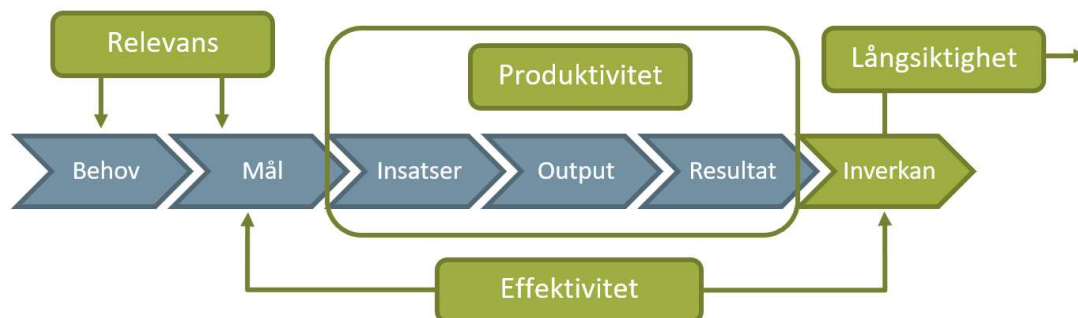 Relevans
Produktivitet
Långsiktighet
Behov
Mål
Insatser
Output
Resultat
Inverkan
Effektivitet